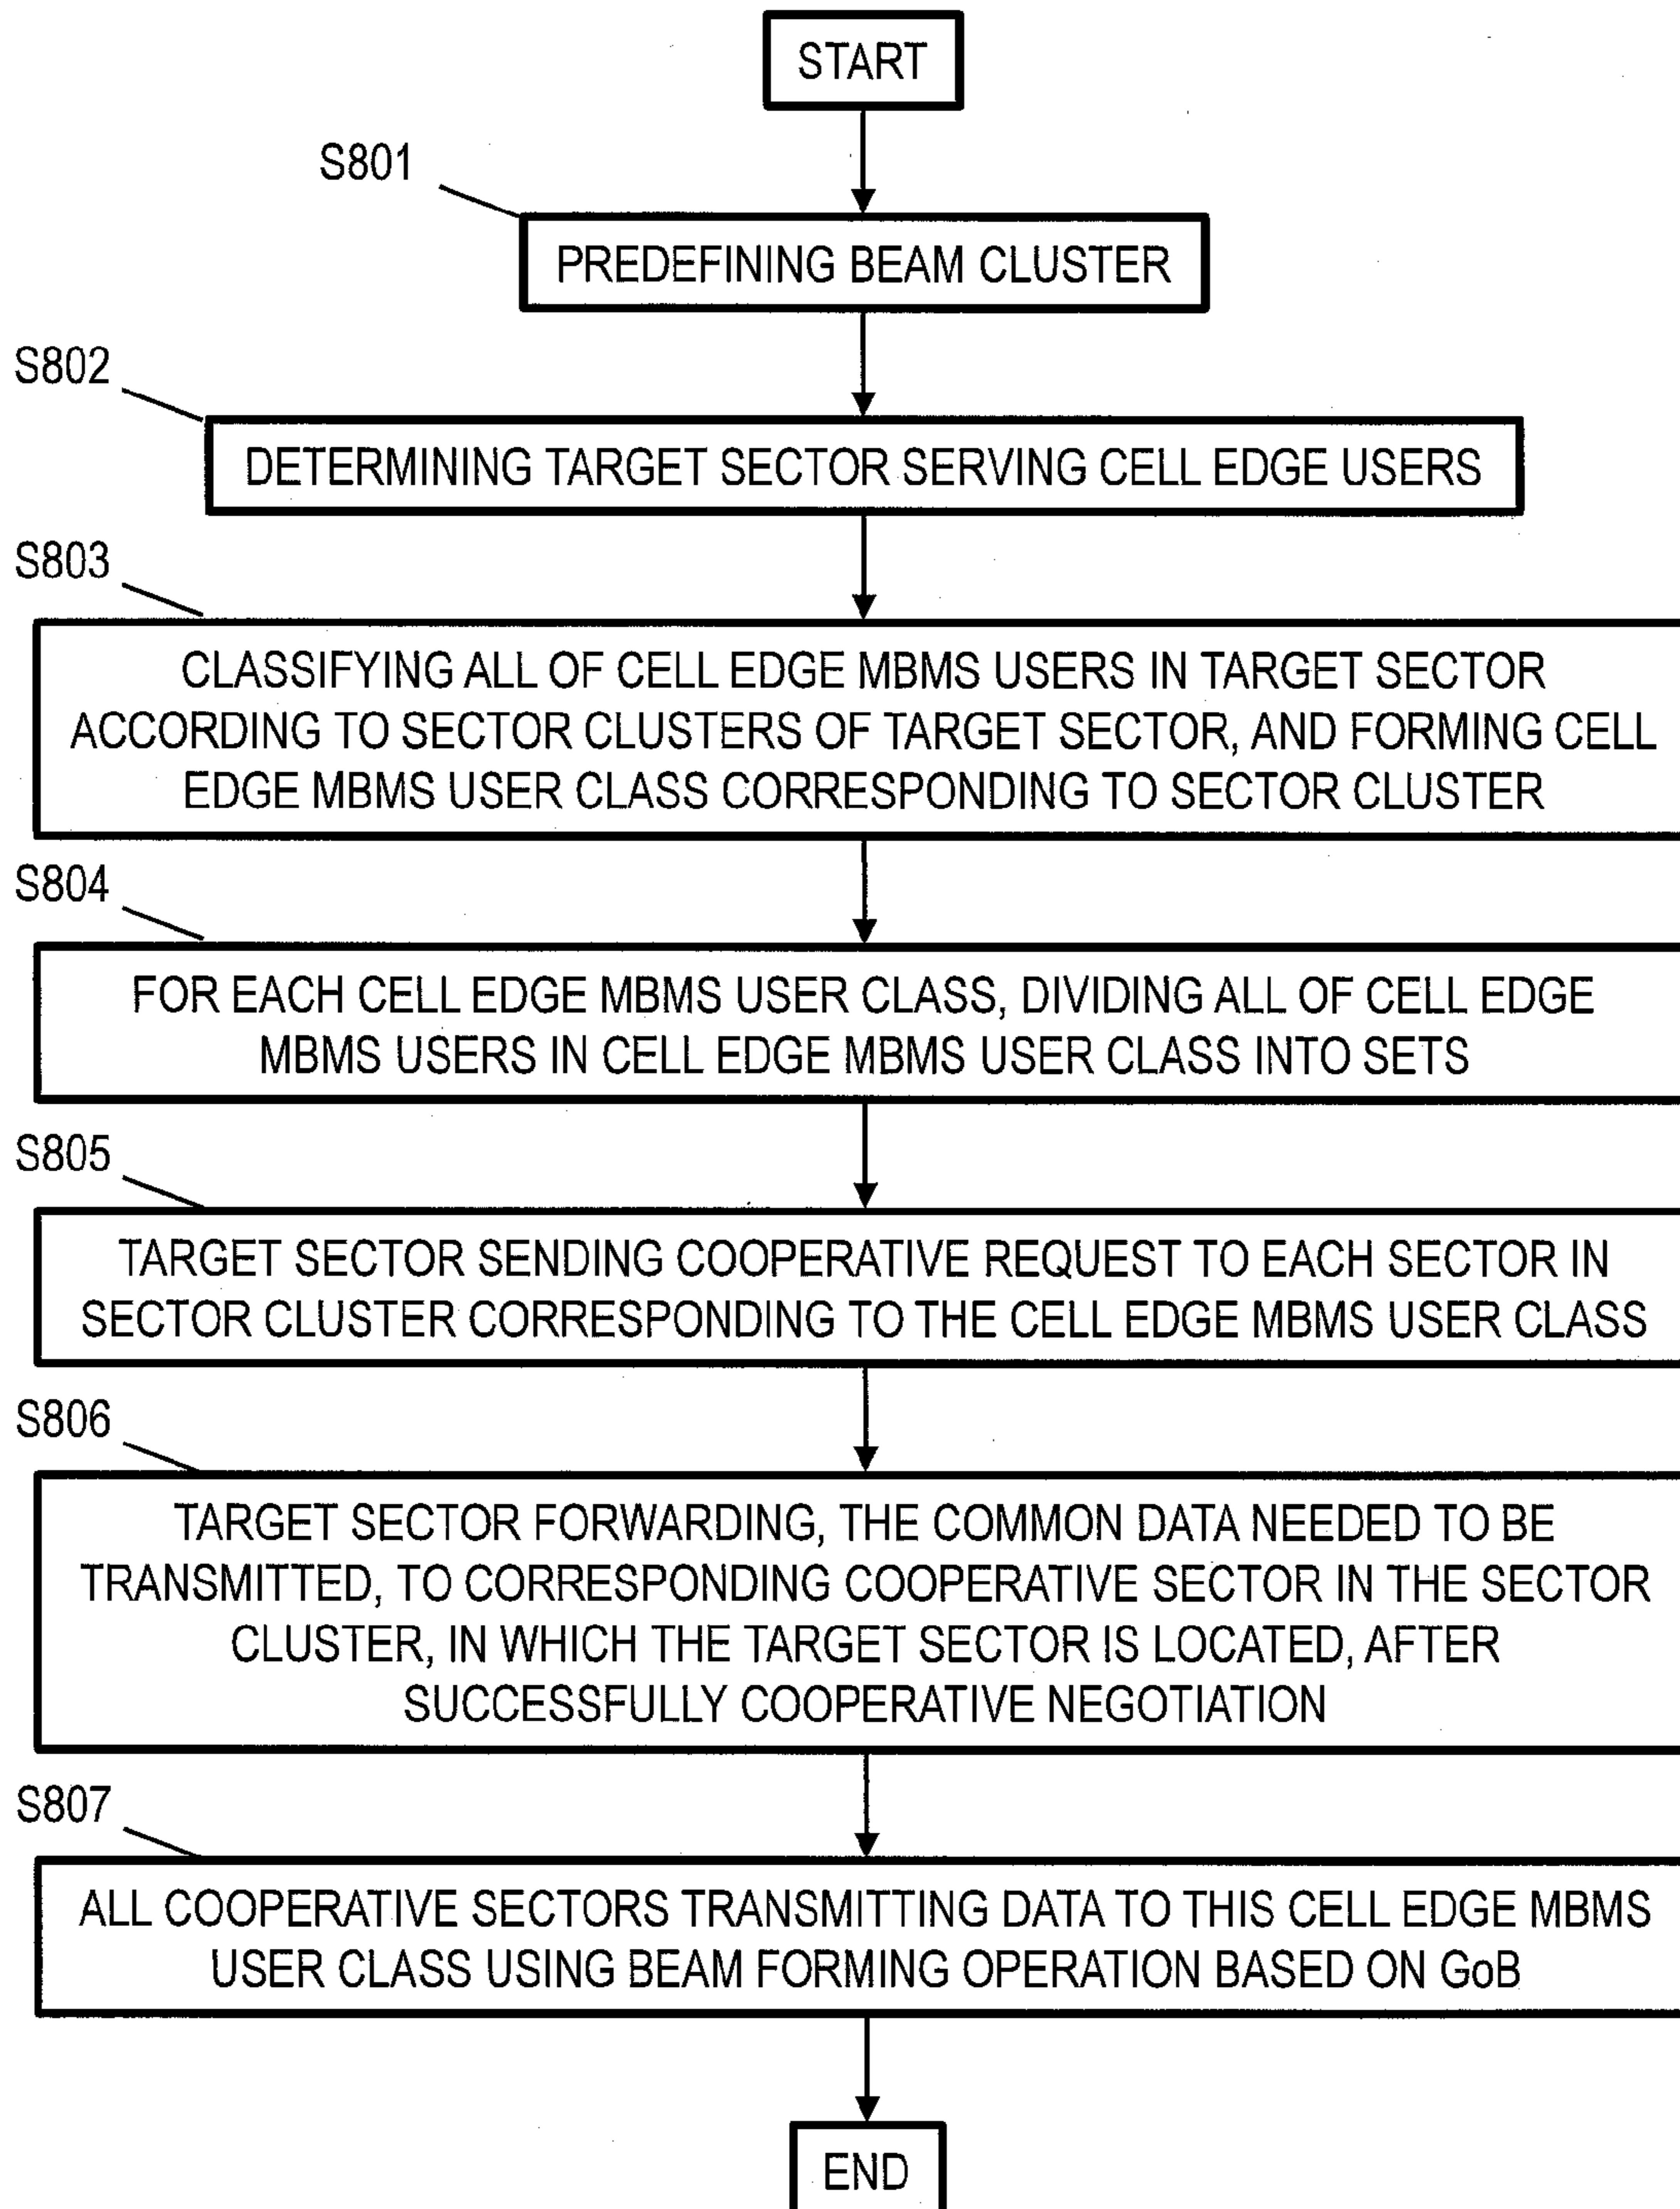 START
S801
PREDEFINING BEAM CLUSTER
S802
DETERMINING TARGET SECTOR SERVING CELL EDGE USERS
S803
CLASSIFYING ALL OF CELL EDGE MBMS USERS IN TARGET SECTOR
ACCORDING TO SECTOR CLUSTERS OF TARGET SECTOR, AND FORMING CELL
EDGE MBMS USER CLASS CORRESPONDING TO SECTOR CLUSTER
S804
FOR EACH CELL EDGE MBMS USER CLASS, DIVIDING ALL OF CELL EDGE
MBMS USERS IN CELL EDGE MBMS USER CLASS INTO SETS
S805
TARGET SECTOR SENDING COOPERATIVE REQUEST TO EACH SECTOR IN
SECTOR CLUSTER CORRESPONDING TO THE CELL EDGE MBMS USER CLASS
S806
TARGET SECTOR FORWARDING, THE COMMON DATA NEEDED TO BE
TRANSMITTED, TO CORRESPONDING COOPERATIVE SECTOR IN THE SECTOR
CLUSTER, IN WHICH THE TARGET SECTOR IS LOCATED, AFTER
SUCCESSFULLY COOPERATIVE NEGOTIATION
S807
ALL COOPERATIVE SECTORS TRANSMITTING DATA TO THIS CELL EDGE MBMS
USER CLASS USING BEAM FORMING OPERATION BASED ON GoB
END